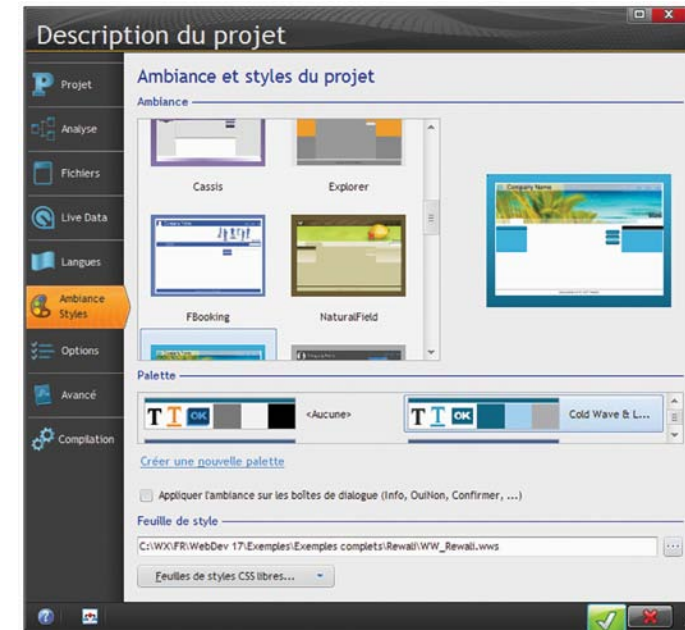 Description du projet
Projet
Analyse
Fichiers
Live Data
Langues
Ambiance
Styles
Options
Avancé
Compilation
Ambiance et styles du projet
Ambiance
Cassis
Explorer
FBooking
NaturalField
Company Name
Palette
T T OK
<Aucune>
T T OK
Cold Wave & L...
Créer une nouvelle palette
Appliquer l'ambiance sur les boîtes de dialogue (Info, OuiNon, Confirmer, ...)
Feuille de style
C:\WX\FR\WebDev 17\Exemples\Exemples complets\Rewali\WW_Rewali.wws
...
Feuilles de styles CSS libres...